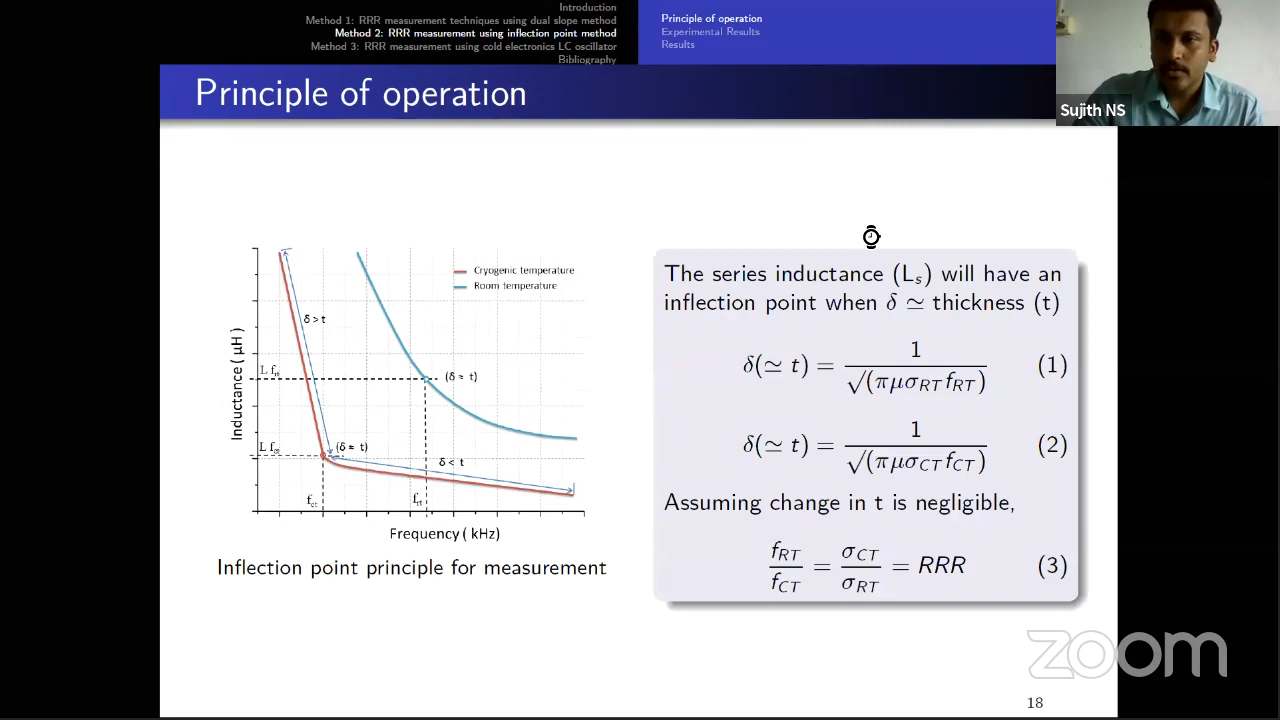 Introduction
Method 1: RRR measurement techniques using dual slope method
Method 2: RRR measurement using inflection point method
Method 3: RRR measurement using cold electronics LC oscillator
Bibliography
Principle of operation
Experimental Results
Results
Sujith NS
Principle of operation
Cryogenic temperature
Room temperature
δ > t
L f_rt
(δ ≈ t)
L f_ct
(δ ≈ t)
δ < t
f_ct
f_rt
Inductance ( μH )
Frequency ( kHz)
Inflection point principle for measurement
The series inductance (L_s) will have an
inflection point when δ ≃ thickness (t)
δ(≃ t) = 1 / √(πμσ_RT f_RT) (1)
δ(≃ t) = 1 / √(πμσ_CT f_CT) (2)
Assuming change in t is negligible,
f_RT / f_CT = σ_CT / σ_RT = RRR (3)
zoom
18